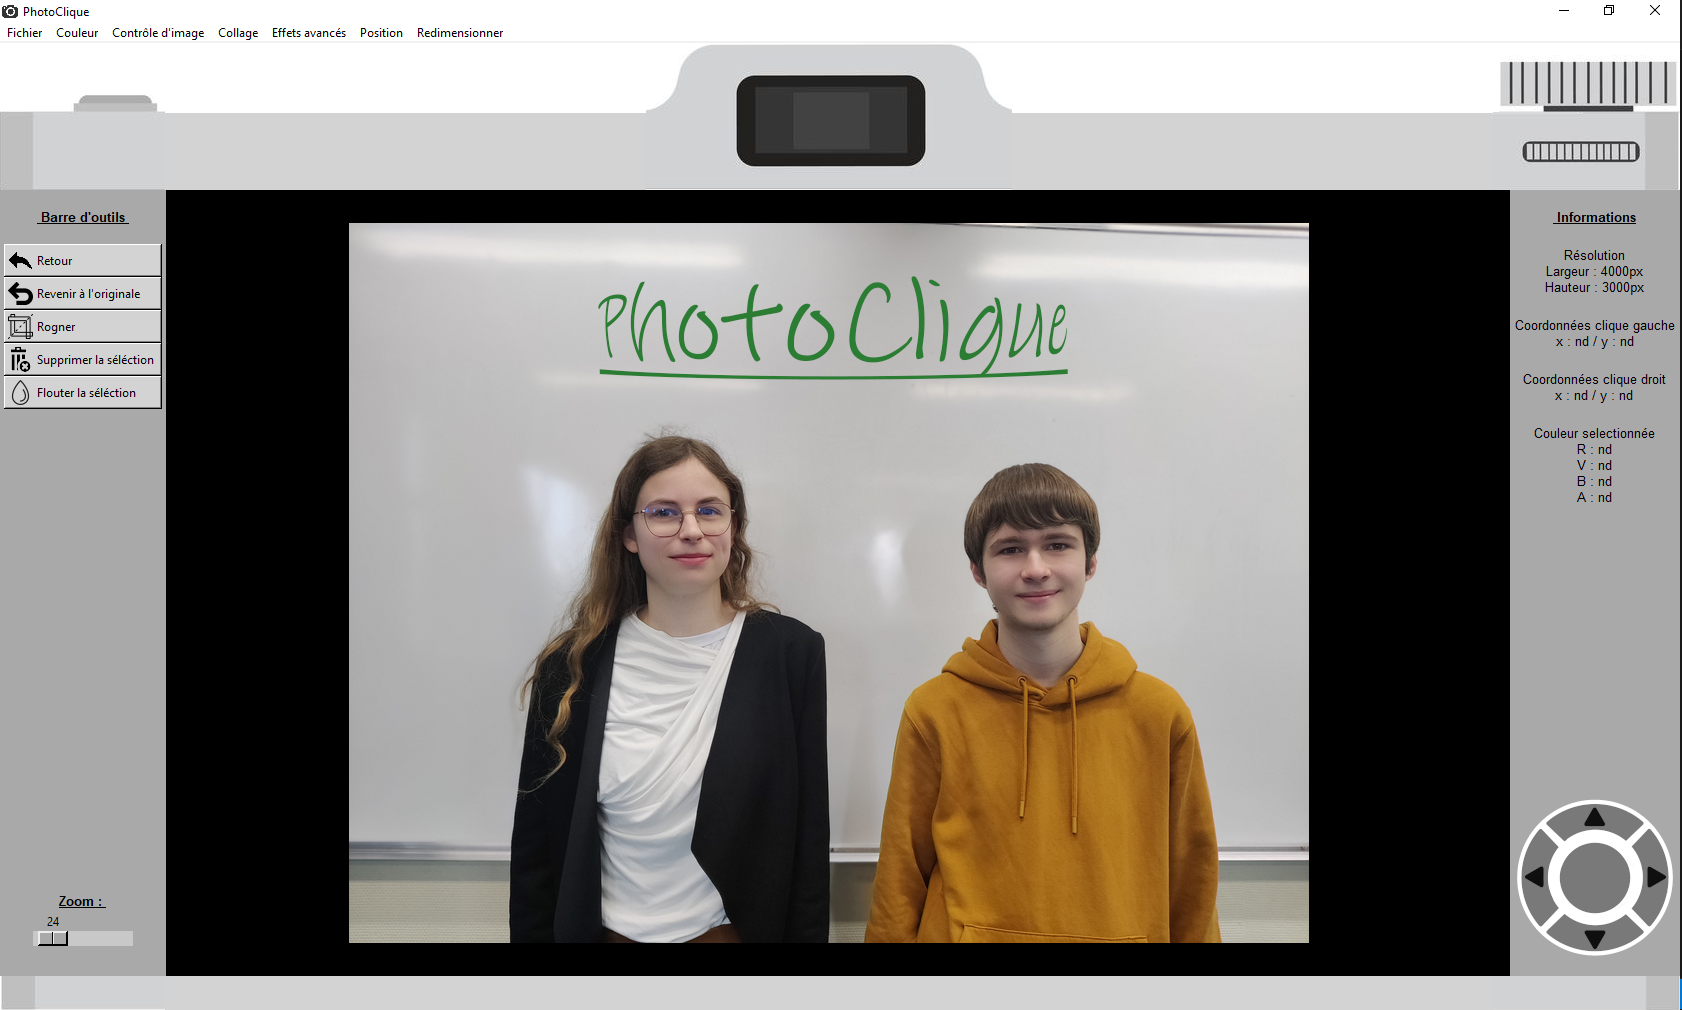 PhotoClique
Fichier Couleur Contrôle d'image Collage Effets avancés Position Redimensionner
Barre d'outils
Retour
Revenir à l'originale
Rogner
Supprimer la séléction
Flouter la séléction
Zoom :
24
PhotoClique
Informations
Résolution
Largeur : 4000px
Hauteur : 3000px
Coordonnées clique gauche
x : nd / y : nd
Coordonnées clique droit
x : nd / y : nd
Couleur selectionnée
R : nd
V : nd
B : nd
A : nd